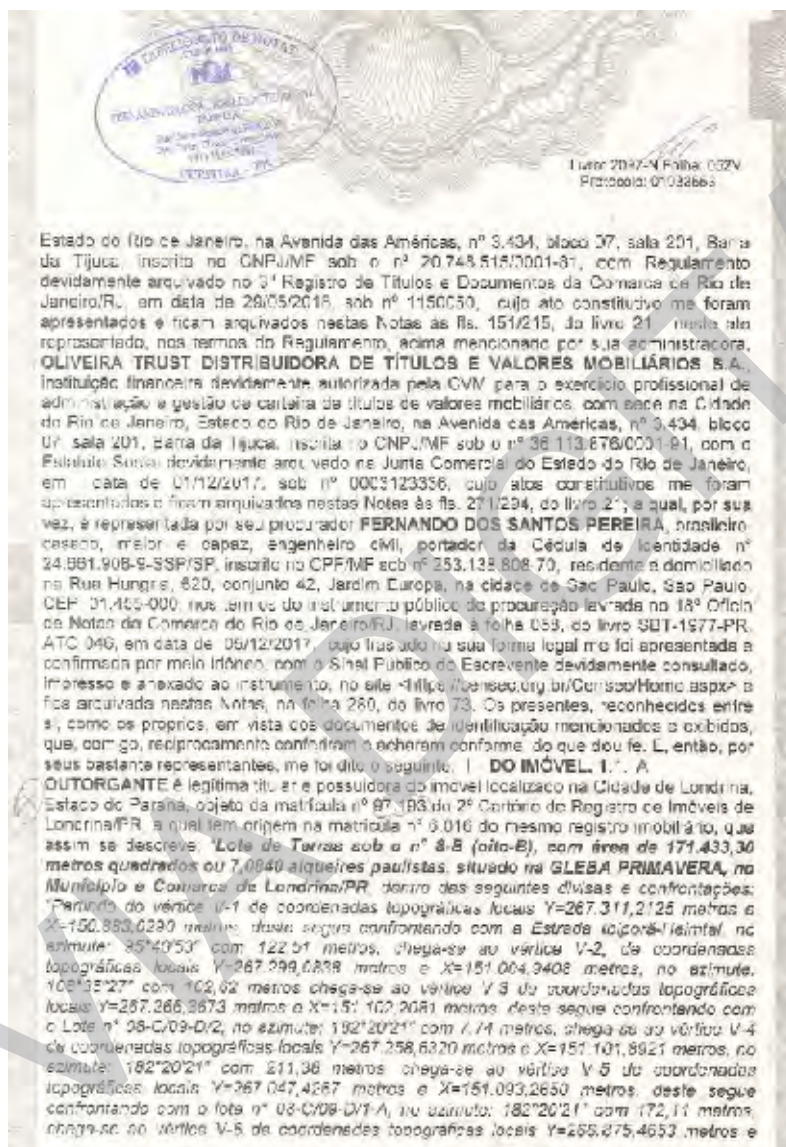 Livro: 2097-N Folha: 052V
Protocolo: 01032663
Estado do Rio de Janeiro, na Avenida das Américas, nº 3.434, bloco 07, sala 201, Barra
da Tijuca, inscrito no CNPJ/MF sob o nº 20.748.515/0001-81, com Regulamento
devidamente arquivado no 3º Registro de Títulos e Documentos da Comarca de Rio de
Janeiro/RJ, em data de 29/05/2018, sob nº 1150050, cujo ato constitutivo me foram
apresentados e ficam arquivados nestas Notas às fls. 151/215, do livro 21 neste ato
representado, nos termos do Regulamento, acima mencionado por sua administradora,
OLIVEIRA TRUST DISTRIBUIDORA DE TÍTULOS E VALORES MOBILIÁRIOS S.A.,
instituição financeira devidamente autorizada pela CVM para o exercício profissional de
administração e gestão de carteira de títulos de valores mobiliários, com sede na Cidade
do Rio de Janeiro, Estado do Rio de Janeiro, na Avenida das Américas, nº 3.434, bloco
07, sala 201, Barra da Tijuca, inscrita no CNPJ/MF sob o nº 36.113.876/0001-91, com o
Estatuto Social devidamente arquivado na Junta Comercial do Estado do Rio de Janeiro,
em data de 01/12/2017, sob nº 0003123336, cujo atos constitutivos me foram
apresentados e ficam arquivados nestas Notas às fls. 271/294, do livro 21; a qual, por sua
vez, é representada por seu procurador FERNANDO DOS SANTOS PEREIRA, brasileiro
casado, maior e capaz, engenheiro civil, portador da Cédula de Identidade nº
24.661.908-9-SSP/SP, inscrito no CPF/MF sob nº 253.138.808-70, residente e domiciliado
na Rua Hungria, 620, conjunto 42, Jardim Europa, na cidade de Sao Paulo, Sao Paulo,
CEP 01.455-000, nos termos do instrumento público de procuração lavrada no 18º Ofício
de Notas da Comarca do Rio de Janeiro/RJ, lavrada à folha 058, do livro SBT-1977-PR,
ATO 046, em data de 05/12/2017, cujo traslado na sua forma legal me foi apresentada e
confirmada por meio idôneo, com o Sinal Público do Escrevente devidamente consultado,
impresso e anexado ao instrumento, no site <https://censec.org.br/Censec/Home.aspx> e
fica arquivada nestas Notas, na folha 280, do livro 73. Os presentes, reconhecidos entre
si, como os proprios, em vista dos documentos de identificação mencionados e exibidos,
que, comigo, reciprocamente conferiram e acharam conforme, do que dou fe. E, então, por
seus bastante representantes, me foi dito o seguinte: I DO IMÓVEL. 1.1. A
OUTORGANTE é legítima titular e possuidora do imovel localizado na Cidade de Londrina,
Estado do Paraná, objeto da matrícula nº 97.193 do 2º Cartório de Registro de Imóveis de
Londrina/PR, a qual tem origem na matrícula nº 6.016 do mesmo registro imobiliário, que
assim se descreve: "Lote de Terras sob o nº 8-B (oito-B), com área de 171.433,30
metros quadrados ou 7,0840 alqueires paulistas, situado na GLEBA PRIMAVERA, no
Município e Comarca de Londrina/PR, dentro das seguintes divisas e confrontações:
"Partindo do vértice V-1 de coordenadas topográficas locais Y=267.311,2125 metros e
X=150.883,0290 metros, deste segue confrontando com a Estrada Ibiporã-Heimtal, no
azimute: 95°40'53" com 122,51 metros, chega-se ao vértice V-2, de coordenadas
topográficas locais Y=267.299,0838 metros e X=151.004,9408 metros, no azimute,
108°35'27" com 102,62 metros chega-se ao vértice V-3 de coordenadas topográficas
locais Y=267.266,3673 metros e X=151.102,2081 metros, deste segue confrontando com
o Lote nº 08-C/09-D/2, no azimute: 182°20'21" com 7,74 metros, chega-se ao vértice V-4
de coordenadas topográficas locais Y=267.258,6320 metros e X=151.101,8921 metros, no
azimute: 182°20'21" com 211,36 metros chega-se ao vértice V-5 de coordenadas
topográficas locais Y=267.047,4267 metros e X=151.093,2650 metros, deste segue
confrontando com o lote nº 08-C/09-D/1-A, no azimute: 182°20'21" com 172,11 metros,
chega-se ao vértice V-6 de coordenadas topográficas locais Y=266.875,4653 metros e